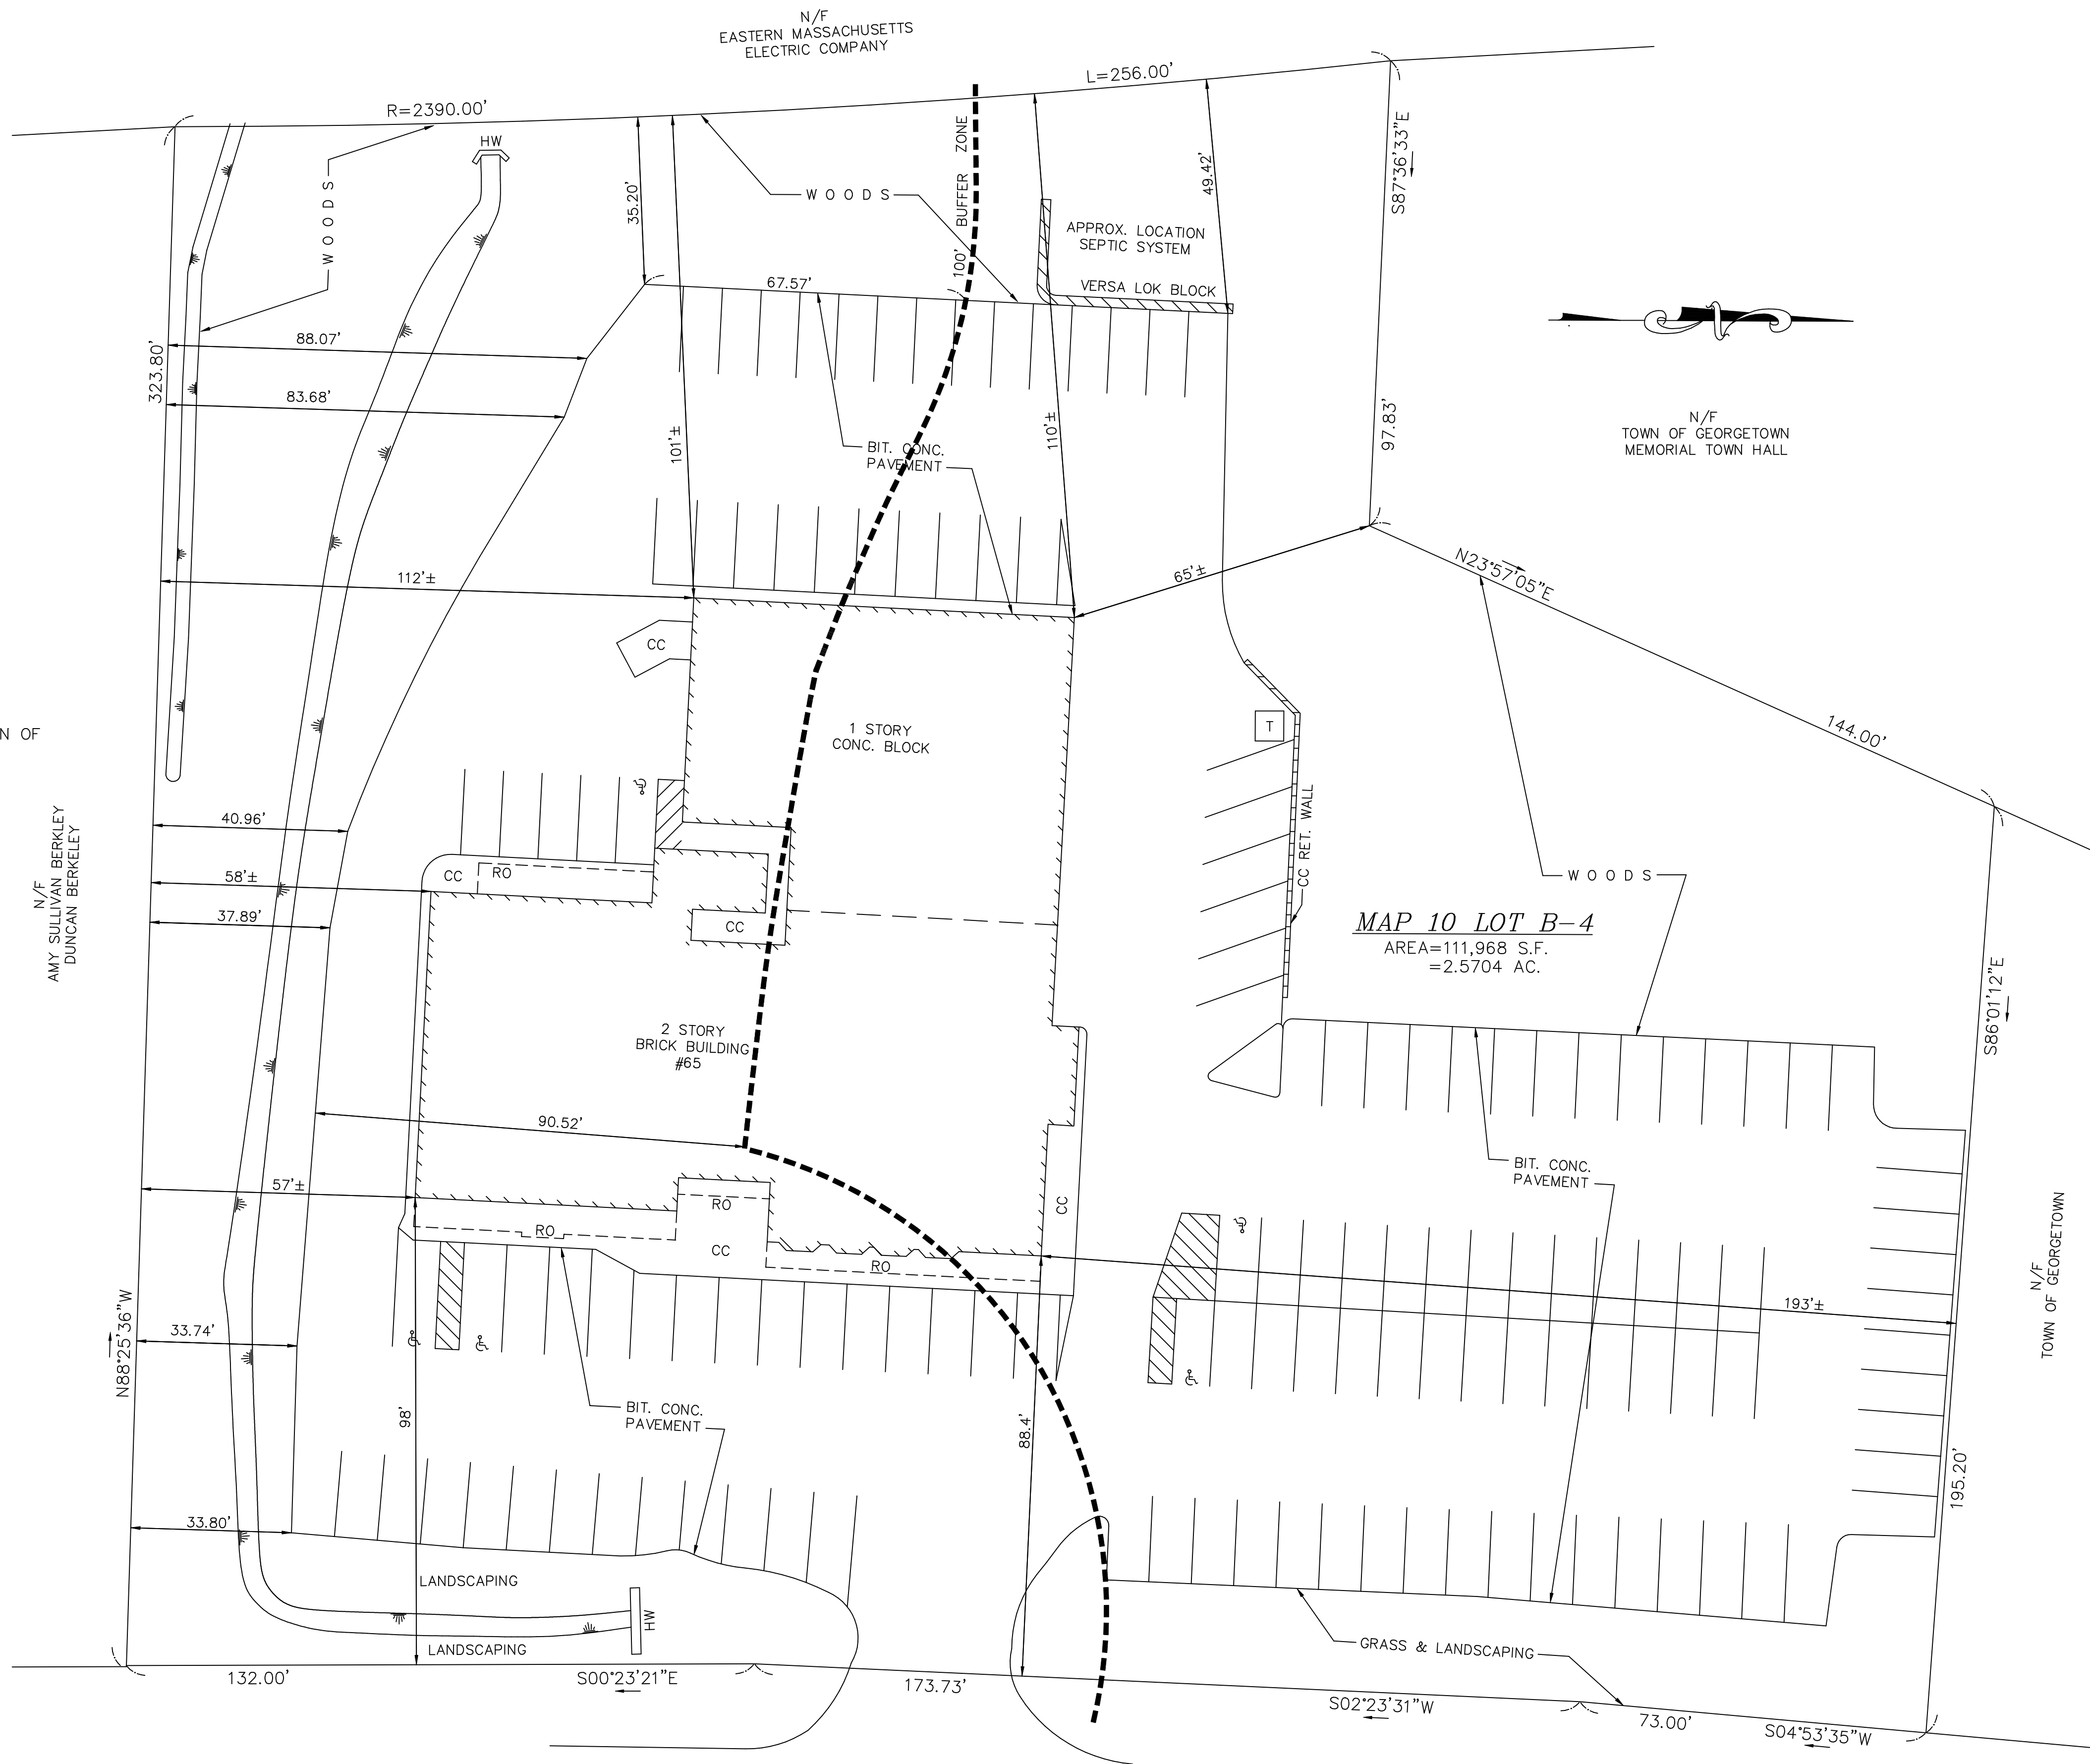 N/F
EASTERN MASSACHUSETTS
ELECTRIC COMPANY
L=256.00'
R=2390.00'
HW
WOODS
35.20'
WOODS
100' BUFFER ZONE
49.42'
S87°36'33"E
APPROX. LOCATION
SEPTIC SYSTEM
VERSA LOK BLOCK
67.57'
88.07'
323.80'
83.68'
101'±
110'±
97.83'
BIT. CONC.
PAVEMENT
N/F
TOWN OF GEORGETOWN
MEMORIAL TOWN HALL
112'±
65'±
N23°57'05"E
CC
1 STORY
CONC. BLOCK
T
144.00'
N OF
N/F
AMY SULLIVAN BERKLEY
DUNCAN BERKELEY
40.96'
58'±
CC
RO
37.89'
CC
CC RET. WALL
WOODS
MAP 10 LOT B-4
AREA=111,968 S.F.
=2.5704 AC.
S86°01'12"E
2 STORY
BRICK BUILDING
#65
90.52'
57'±
RO
RO
CC
RO
CC
BIT. CONC.
PAVEMENT
N/F
TOWN OF GEORGETOWN
193'±
N88°25'36"W
33.74'
98'
BIT. CONC.
PAVEMENT
88.4'
195.20'
33.80'
LANDSCAPING
HW
LANDSCAPING
GRASS & LANDSCAPING
132.00'
S00°23'21"E
173.73'
S02°23'31"W
73.00'
S04°53'35"W